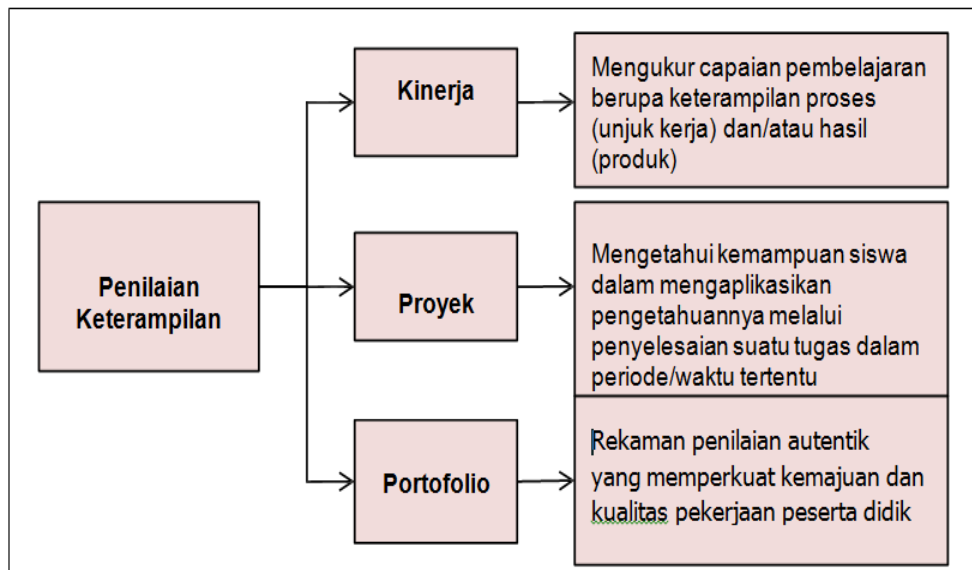 Penilaian
Keterampilan
Kinerja
Mengukur capaian pembelajaran
berupa keterampilan proses
(unjuk kerja) dan/atau hasil
(produk)
Proyek
Mengetahui kemampuan siswa
dalam mengaplikasikan
pengetahuannya melalui
penyelesaian suatu tugas dalam
periode/waktu tertentu
Portofolio
Rekaman penilaian autentik
yang memperkuat kemajuan dan
kualitas pekerjaan peserta didik